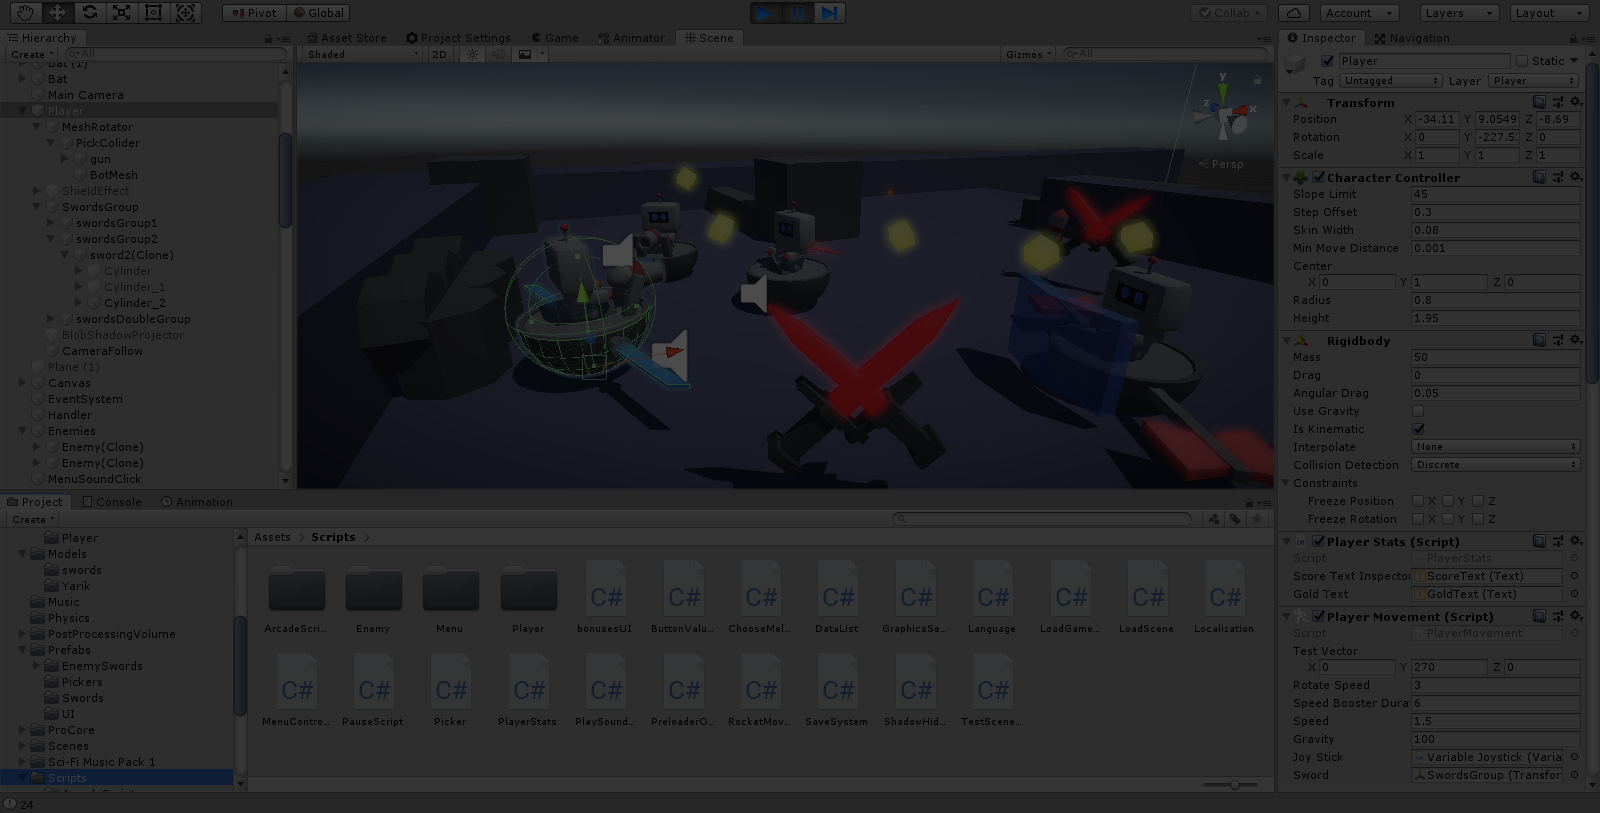 Pivot Global Collab Account Layers Layout
Hierarchy
Create All
Bat (1)
Bat
Main Camera
Player
MeshRotator
PickColider
gun
BotMesh
ShieldEffect
SwordsGroup
swordsGroup1
swordsGroup2
sword2(Clone)
Cylinder
Cylinder_1
Cylinder_2
swordsDoubleGroup
BlobShadowProjector
CameraFollow
Plane (1)
Canvas
EventSystem
Handler
Enemies
Enemy(Clone)
Enemy(Clone)
MenuSoundClick
Asset Store Project Settings Game Animator Scene
Shaded 2D Gizmos All
y
z x
Persp
Project Console Animation
Create
Player
Models
swords
Yarik
Music
Physics
PostProcessingVolume
Prefabs
EnemySwords
Pickers
Swords
UI
ProCore
Scenes
Sci-Fi Music Pack 1
Scripts
Assets Scripts
C# C# C# C# C# C# C# C# C#
ArcadeScri... Enemy Menu Player bonusesUI ButtonValu... ChooseMel... DataList GraphicsSe... Language LoadGame... LoadScene Localization
C# C# C# C# C# C# C# C# C# C#
MenuContro... PauseScript Picker PlayerStats PlaySound... PreloaderO... RocketMov... SaveSystem ShadowHid... TestScene...
24
Inspector Navigation
Player Static
Tag Untagged Layer Player
Transform
Position X -34.11 Y 9.0549 Z -8.69
Rotation X 0 Y -227.5 Z 0
Scale X 1 Y 1 Z 1
Character Controller
Slope Limit 45
Step Offset 0.3
Skin Width 0.08
Min Move Distance 0.001
Center
X 0 Y 1 Z 0
Radius 0.8
Height 1.95
Rigidbody
Mass 50
Drag 0
Angular Drag 0.05
Use Gravity
Is Kinematic
Interpolate None
Collision Detection Discrete
Constraints
Freeze Position X Y Z
Freeze Rotation X Y Z
Player Stats (Script)
Script PlayerStats
Score Text Inspector ScoreText (Text)
Gold Text GoldText (Text)
Player Movement (Script)
Script PlayerMovement
Test Vector
X 0 Y 270 Z 0
Rotate Speed 3
Speed Booster Dura 6
Speed 1.5
Gravity 100
Joy Stick Variable Joystick (Varia
Sword SwordsGroup (Transfor